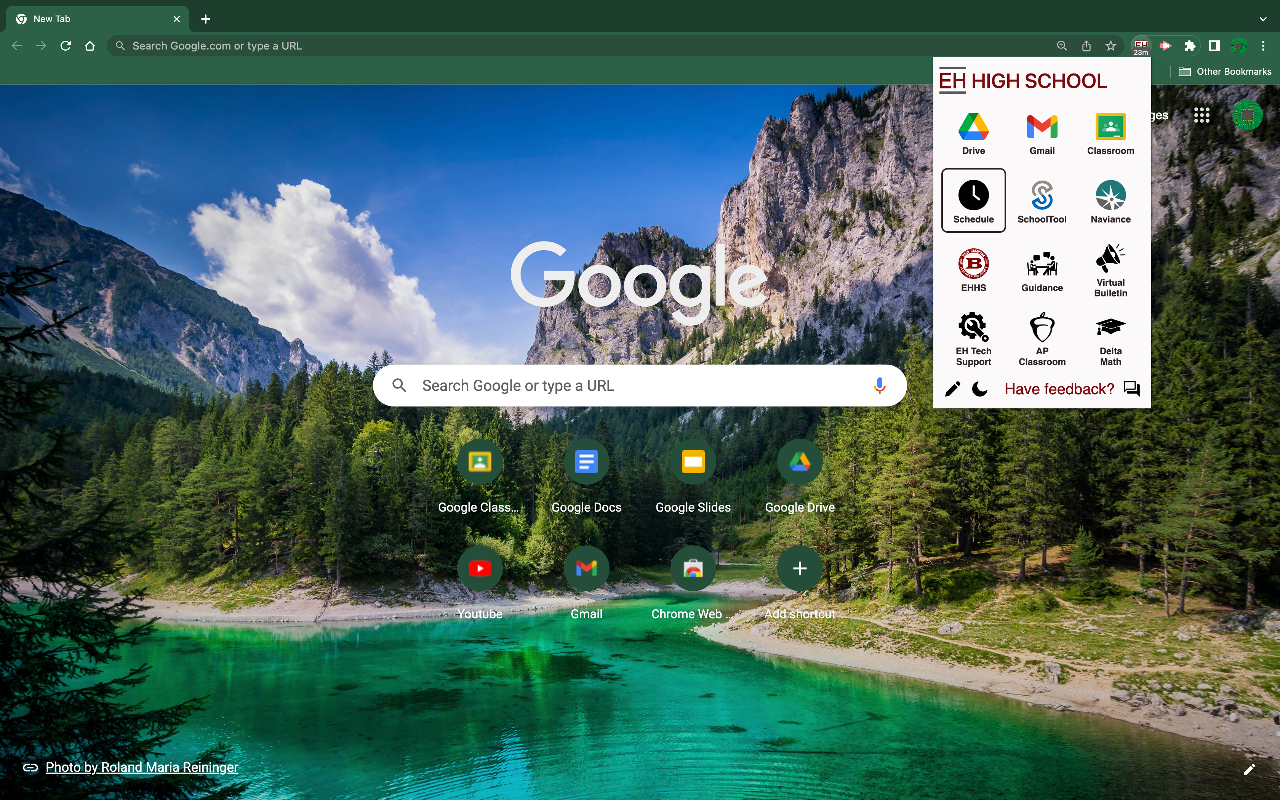 New Tab
Search Google.com or type a URL
23m
Other Bookmarks
EH HIGH SCHOOL
ges
Drive
Gmail
Classroom
Schedule
SchoolTool
Naviance
B
EHHS
Guidance
Virtual
Bulletin
EH Tech
Support
AP
Classroom
Delta
Math
Have feedback?
Google
Search Google or type a URL
Google Class...
Google Docs
Google Slides
Google Drive
Youtube
Gmail
Chrome Web ...
Add shortcut
Photo by Roland Maria Reininger